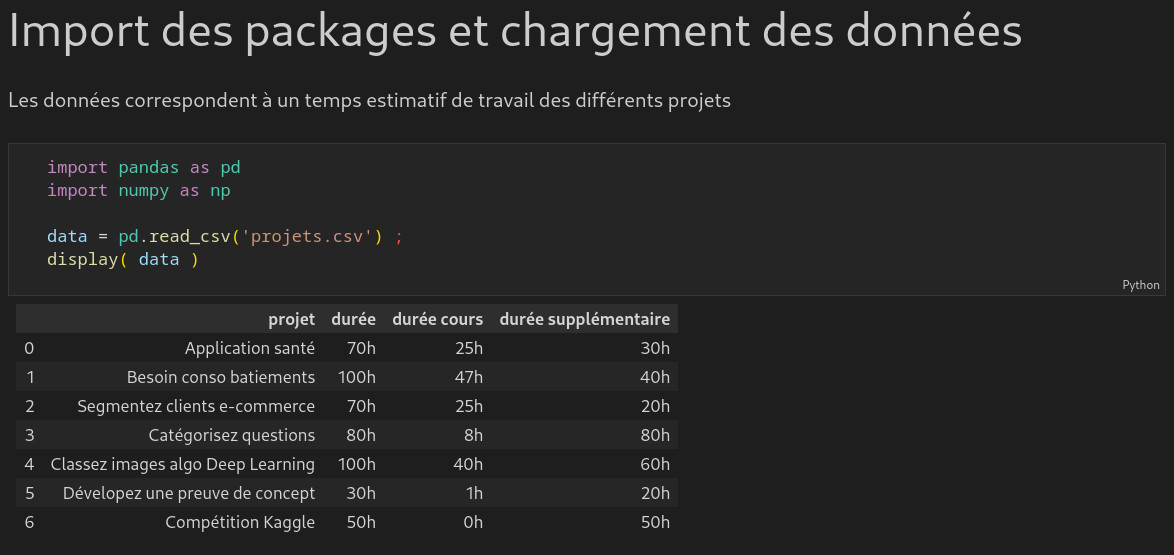 Import des packages et chargement des données
Les données correspondent à un temps estimatif de travail des différents projets
import pandas as pd
import numpy as np
data = pd.read_csv('projets.csv') ;
display( data )
Python
projet durée durée cours durée supplémentaire
0 Application santé 70h 25h 30h
1 Besoin conso batiements 100h 47h 40h
2 Segmentez clients e-commerce 70h 25h 20h
3 Catégorisez questions 80h 8h 80h
4 Classez images algo Deep Learning 100h 40h 60h
5 Dévelopez une preuve de concept 30h 1h 20h
6 Compétition Kaggle 50h 0h 50h